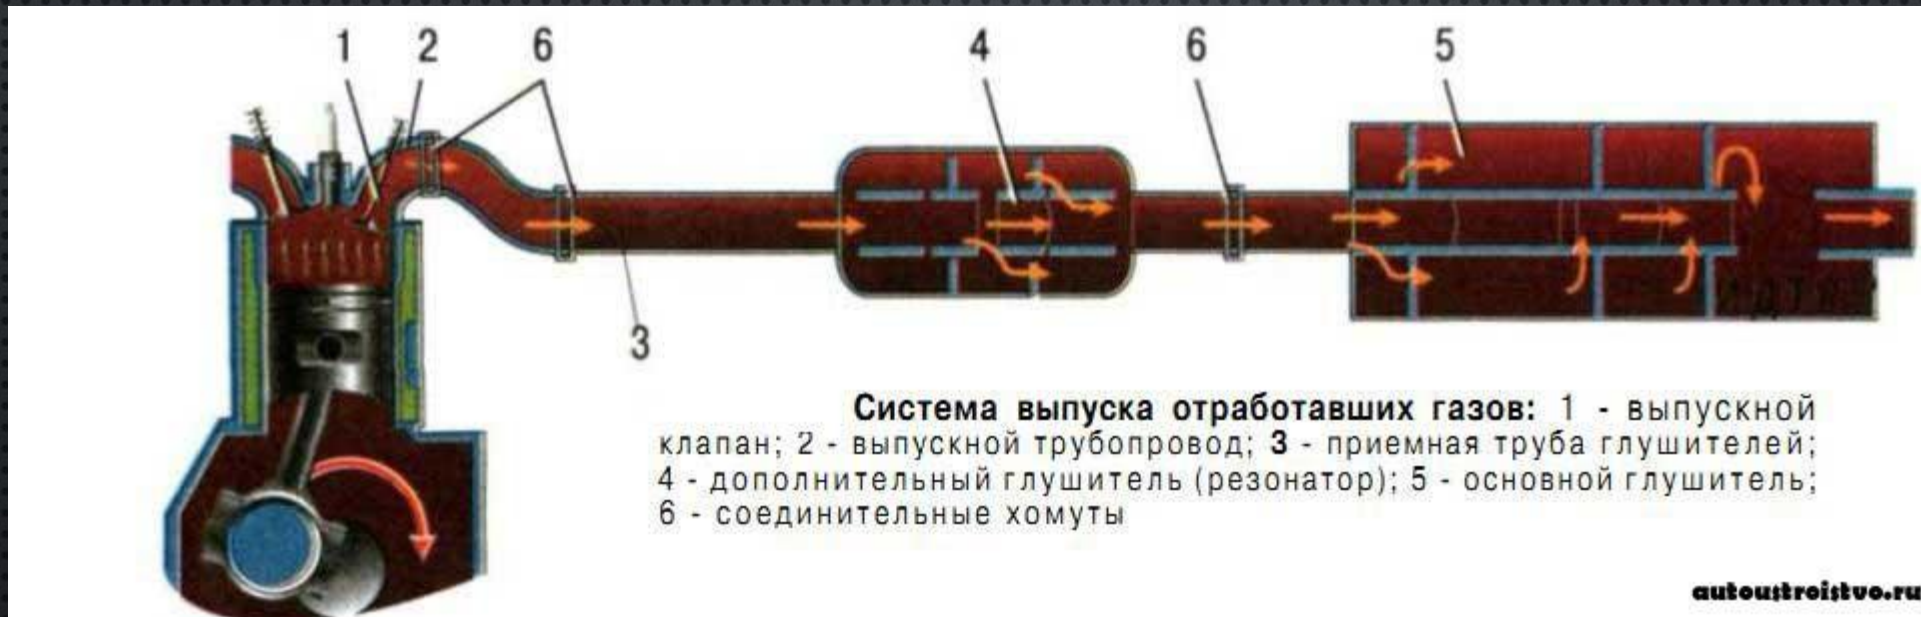 1 2 6 4 6 5
3
Система выпуска отработавших газов: 1 - выпускной
клапан; 2 - выпускной трубопровод; 3 - приемная труба глушителей;
4 - дополнительный глушитель (резонатор); 5 - основной глушитель;
6 - соединительные хомуты
autoustroistvo.ru